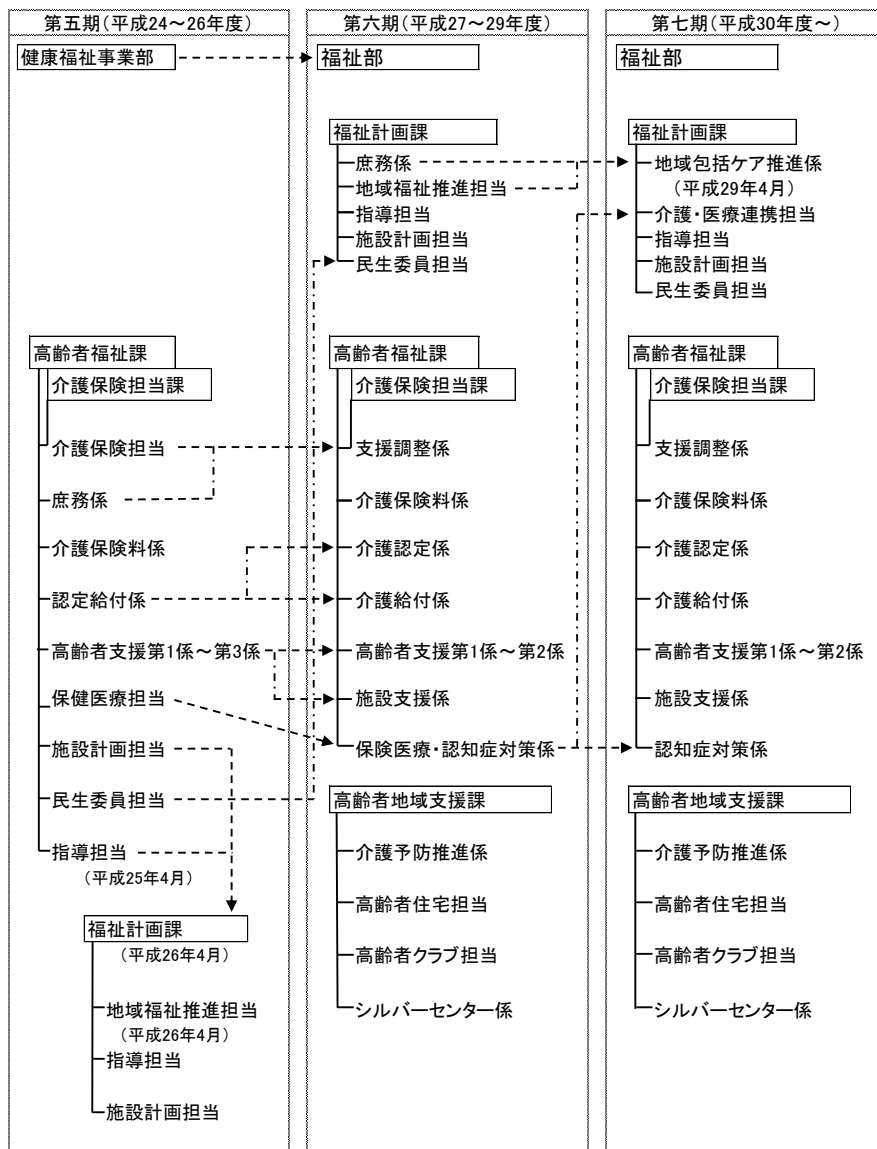 第五期(平成24～26年度)
健康福祉事業部
高齢者福祉課
介護保険担当課
介護保険担当
庶務係
介護保険料係
認定給付係
高齢者支援第1係～第3係
保健医療担当
施設計画担当
民生委員担当
指導担当
(平成25年4月)
福祉計画課
(平成26年4月)
地域福祉推進担当
(平成26年4月)
指導担当
施設計画担当
第六期(平成27～29年度)
福祉部
福祉計画課
庶務係
地域福祉推進担当
指導担当
施設計画担当
民生委員担当
高齢者福祉課
介護保険担当課
支援調整係
介護保険料係
介護認定係
介護給付係
高齢者支援第1係～第2係
施設支援係
保険医療・認知症対策係
高齢者地域支援課
介護予防推進係
高齢者住宅担当
高齢者クラブ担当
シルバーセンター係
第七期(平成30年度～)
福祉部
福祉計画課
地域包括ケア推進係
(平成29年4月)
介護・医療連携担当
指導担当
施設計画担当
民生委員担当
高齢者福祉課
介護保険担当課
支援調整係
介護保険料係
介護認定係
介護給付係
高齢者支援第1係～第2係
施設支援係
認知症対策係
高齢者地域支援課
介護予防推進係
高齢者住宅担当
高齢者クラブ担当
シルバーセンター係